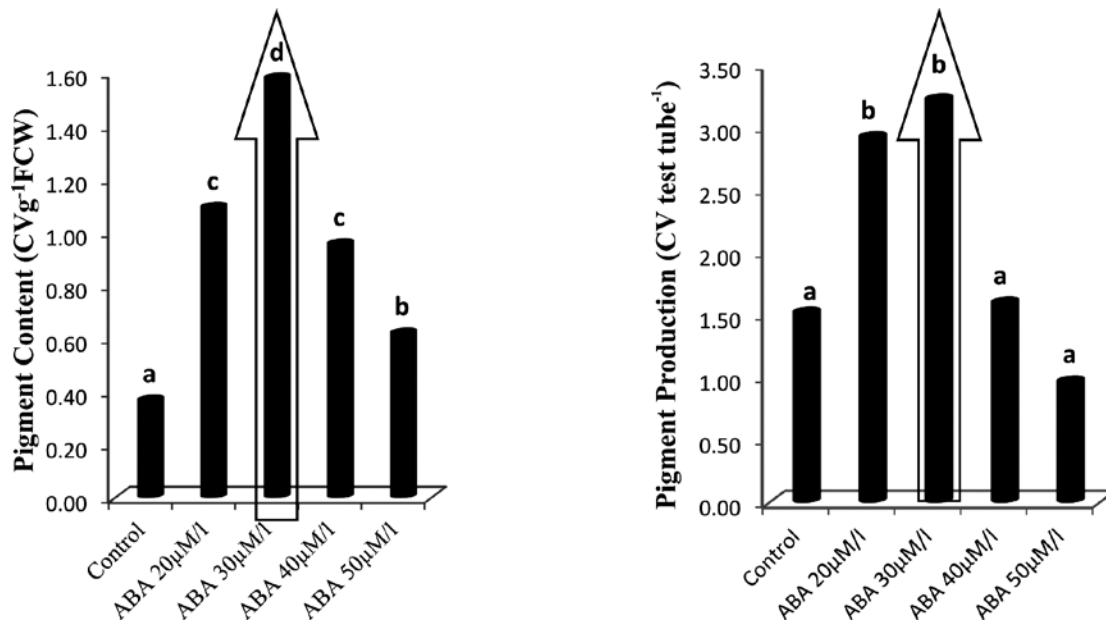 Pigment Content (CVg⁻¹FCW)
1.60
1.40
1.20
1.00
0.80
0.60
0.40
0.20
0.00
a
c
d
c
b
Control
ABA 20µM/l
ABA 30µM/l
ABA 40µM/l
ABA 50µM/l
Pigment Production (CV test tube⁻¹)
3.50
3.00
2.50
2.00
1.50
1.00
0.50
0.00
a
b
b
a
a
Control
ABA 20µM/l
ABA 30µM/l
ABA 40µM/l
ABA 50µM/l